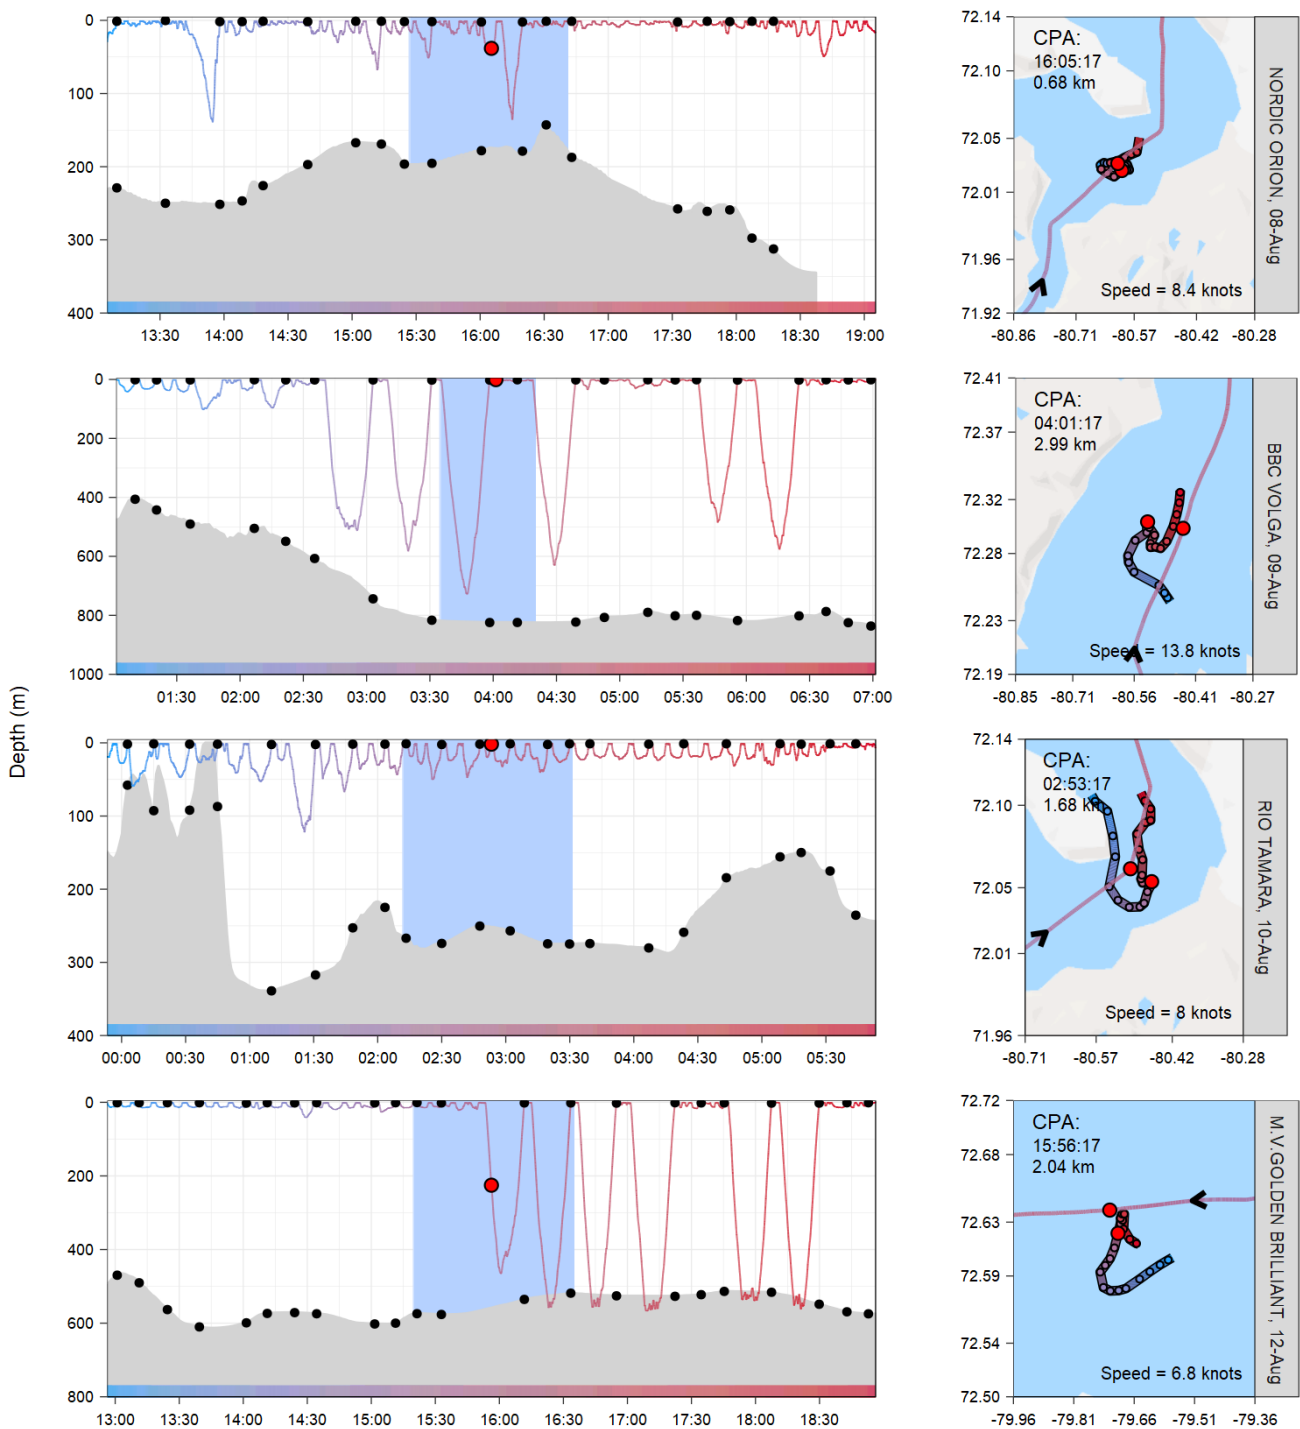 Depth (m)
0
100
200
300
400
13:30 14:00 14:30 15:00 15:30 16:00 16:30 17:00 17:30 18:00 18:30 19:00
72.14
72.10
72.05
72.01
71.96
71.92
CPA:
16:05:17
0.68 km
Speed = 8.4 knots
-80.86 -80.71 -80.57 -80.42 -80.28
NORDIC ORION, 08-Aug
0
200
400
600
800
1000
01:30 02:00 02:30 03:00 03:30 04:00 04:30 05:00 05:30 06:00 06:30 07:00
72.41
72.37
72.32
72.28
72.23
72.19
CPA:
04:01:17
2.99 km
Speed = 13.8 knots
-80.85 -80.71 -80.56 -80.41 -80.27
BBC VOLGA, 09-Aug
0
100
200
300
400
00:00 00:30 01:00 01:30 02:00 02:30 03:00 03:30 04:00 04:30 05:00 05:30
72.14
72.10
72.05
72.01
71.96
CPA:
02:53:17
1.68 km
Speed = 8 knots
-80.71 -80.57 -80.42 -80.28
RIO TAMARA, 10-Aug
0
200
400
600
800
13:00 13:30 14:00 14:30 15:00 15:30 16:00 16:30 17:00 17:30 18:00 18:30
72.72
72.68
72.63
72.59
72.54
72.50
CPA:
15:56:17
2.04 km
Speed = 6.8 knots
-79.96 -79.81 -79.66 -79.51 -79.36
M.V.GOLDEN BRILLIANT, 12-Aug